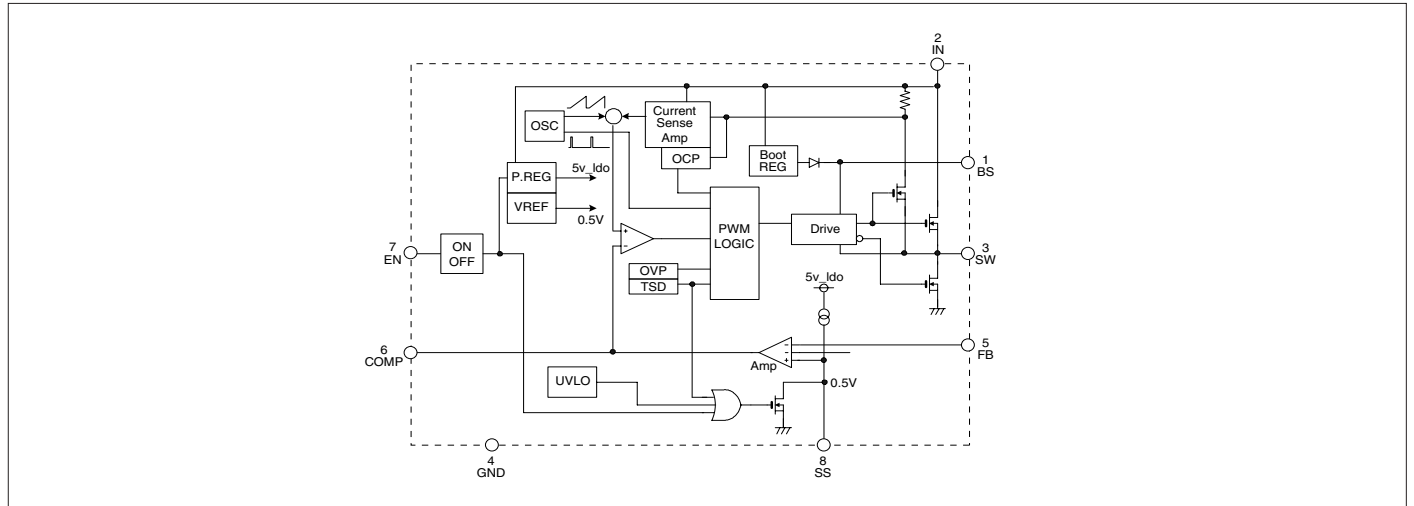 2
IN
OSC
Current
Sense
Amp
OCP
Boot
REG
1
BS
P.REG
5v_ldo
VREF
0.5V
7
EN
ON
OFF
+
−
PWM
LOGIC
Drive
3
SW
OVP
TSD
5v_ldo
6
COMP
Amp
−
−
+
5
FB
UVLO
0.5V
4
GND
8
SS